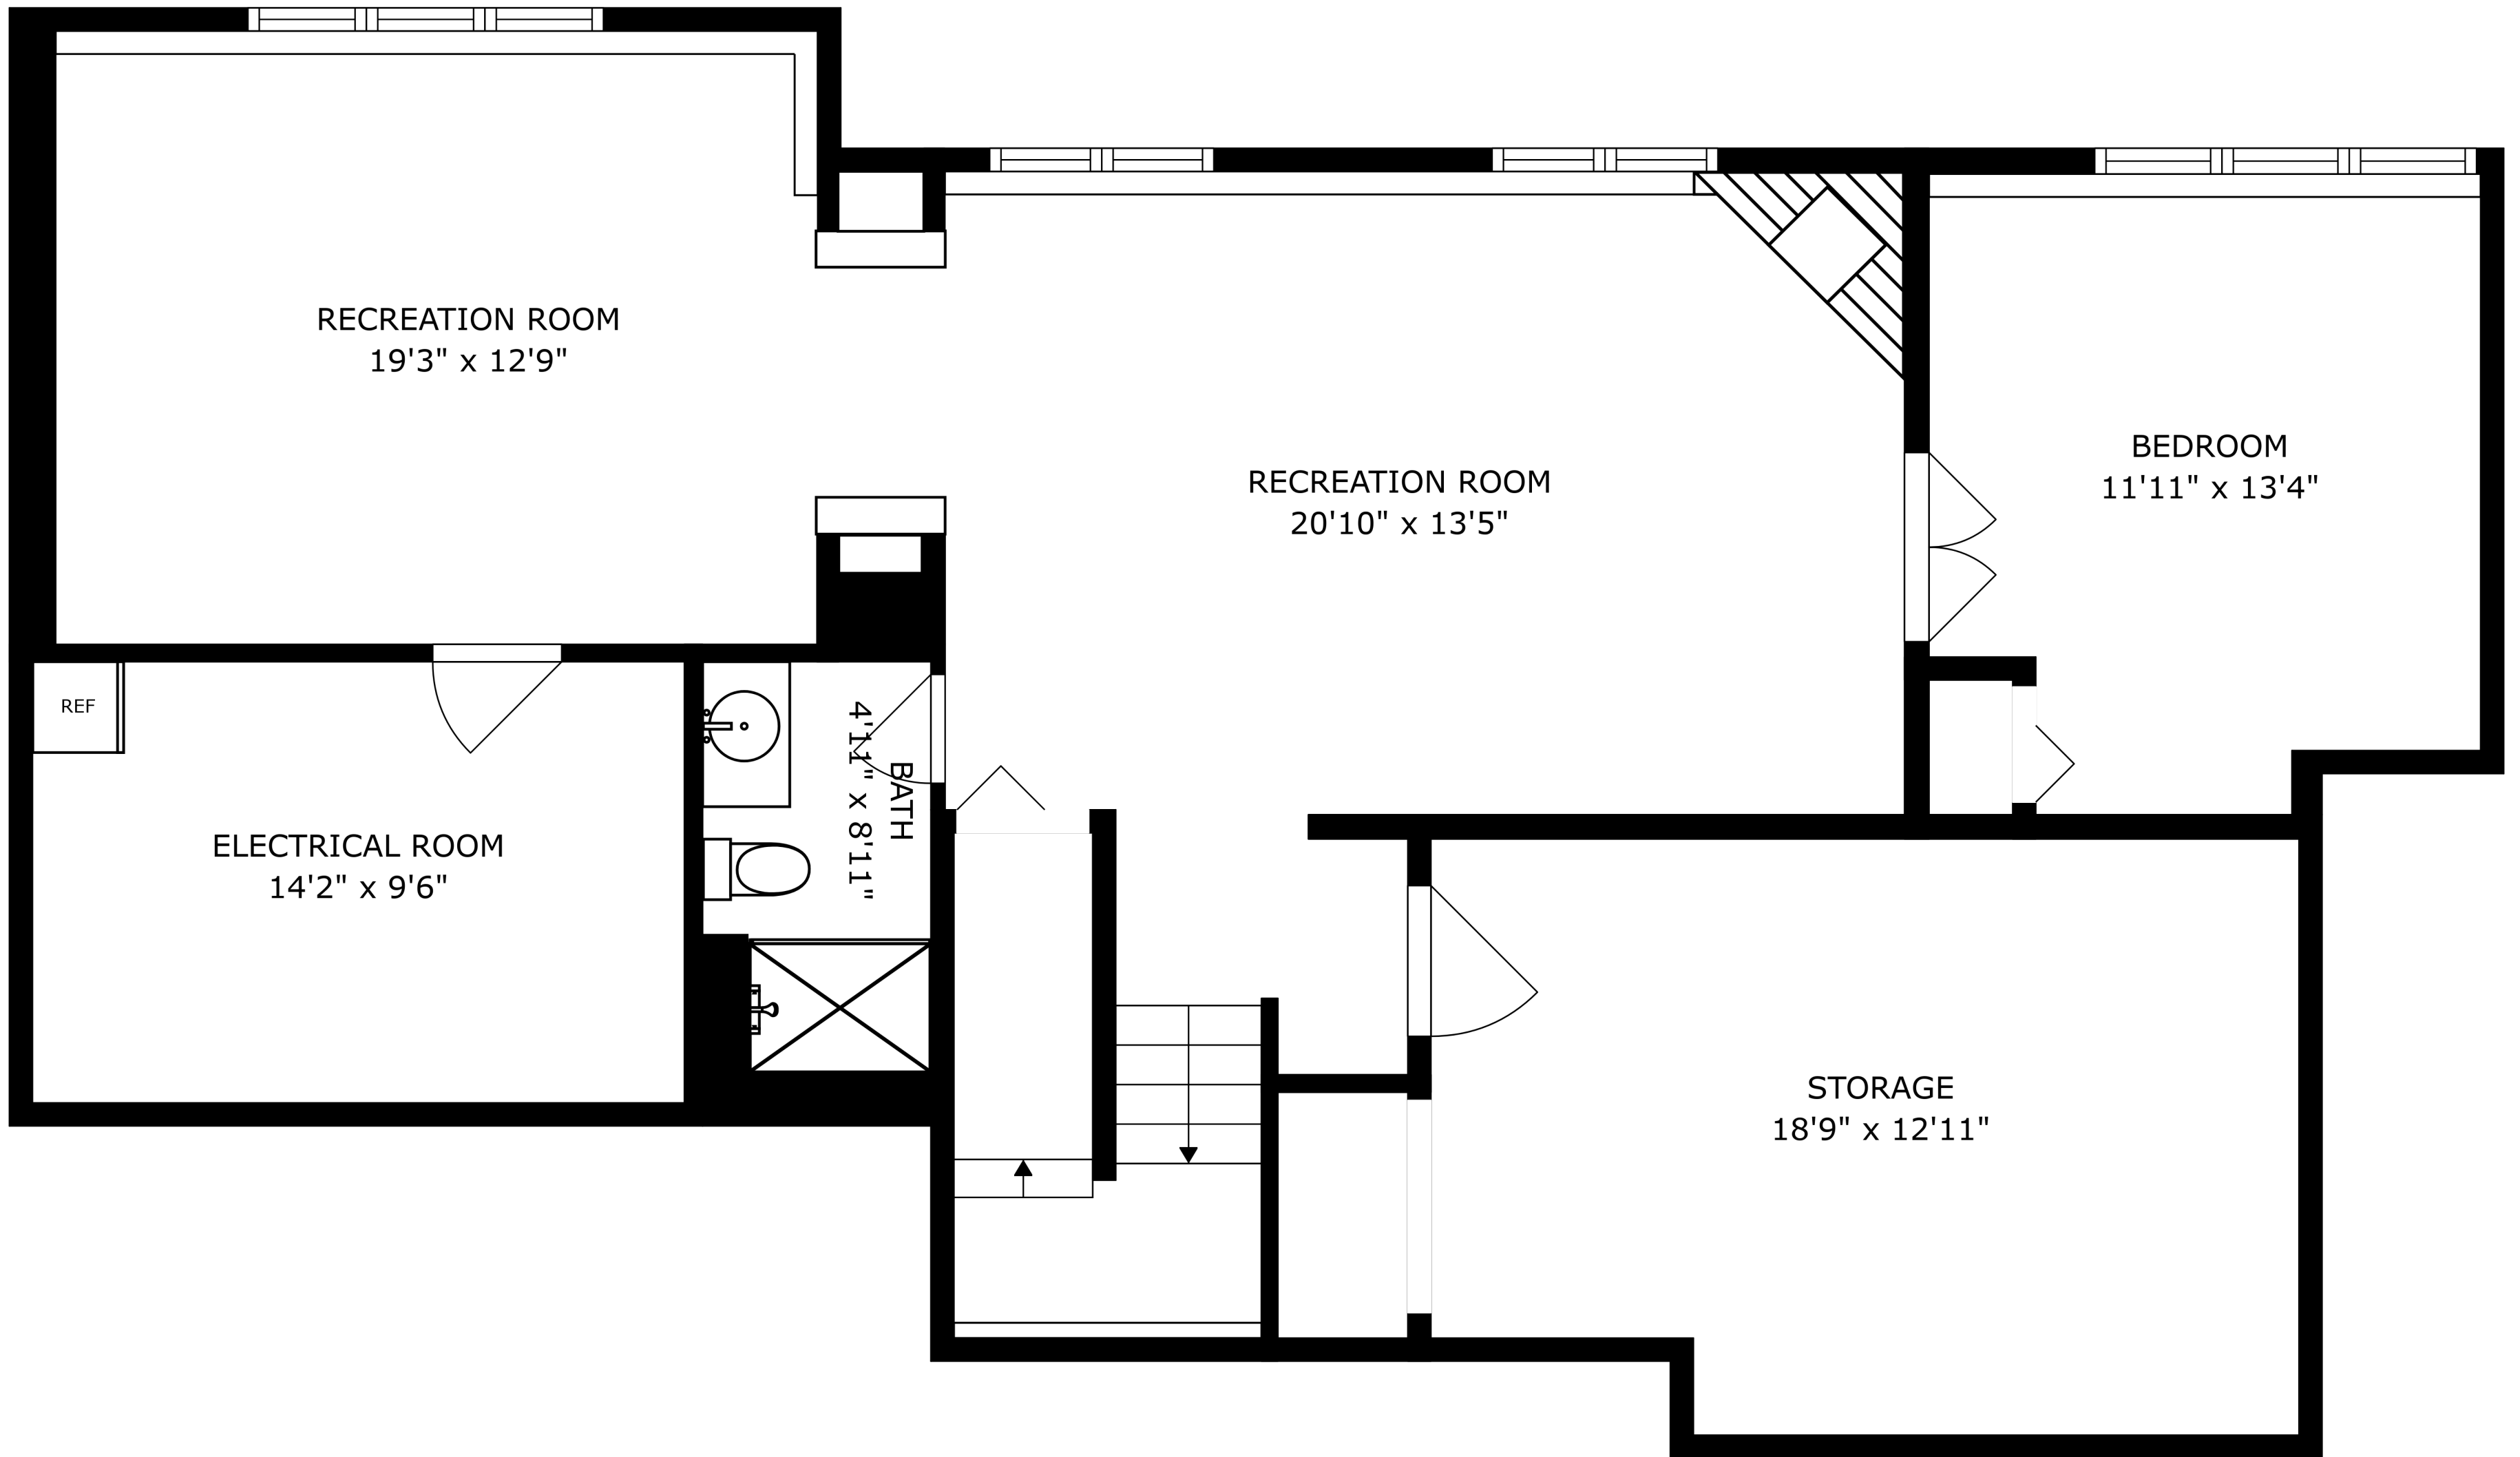 RECREATION ROOM
19'3" x 12'9"
RECREATION ROOM
20'10" x 13'5"
BEDROOM
11'11" x 13'4"
REF
BATH
4'11" x 8'11"
ELECTRICAL ROOM
14'2" x 9'6"
STORAGE
18'9" x 12'11"